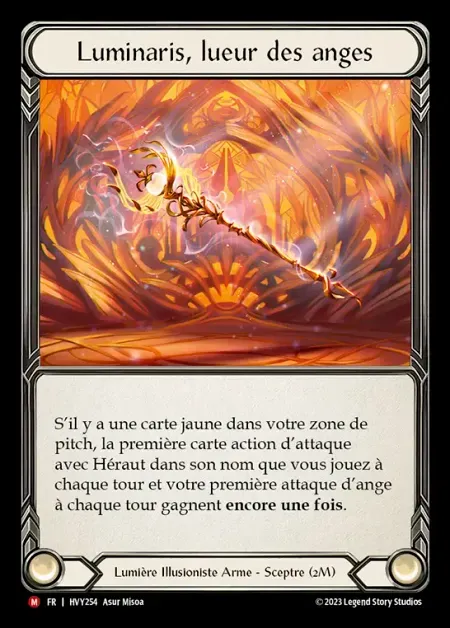 Luminaris, lueur des anges
S'il y a une carte jaune dans votre zone de
pitch, la première carte action d'attaque
avec Héraut dans son nom que vous jouez à
chaque tour et votre première attaque d'ange
à chaque tour gagnent encore une fois.
Lumière Illusioniste Arme - Sceptre (2M)
M FR | HVY254 Asur Misoa
© 2023 Legend Story Studios